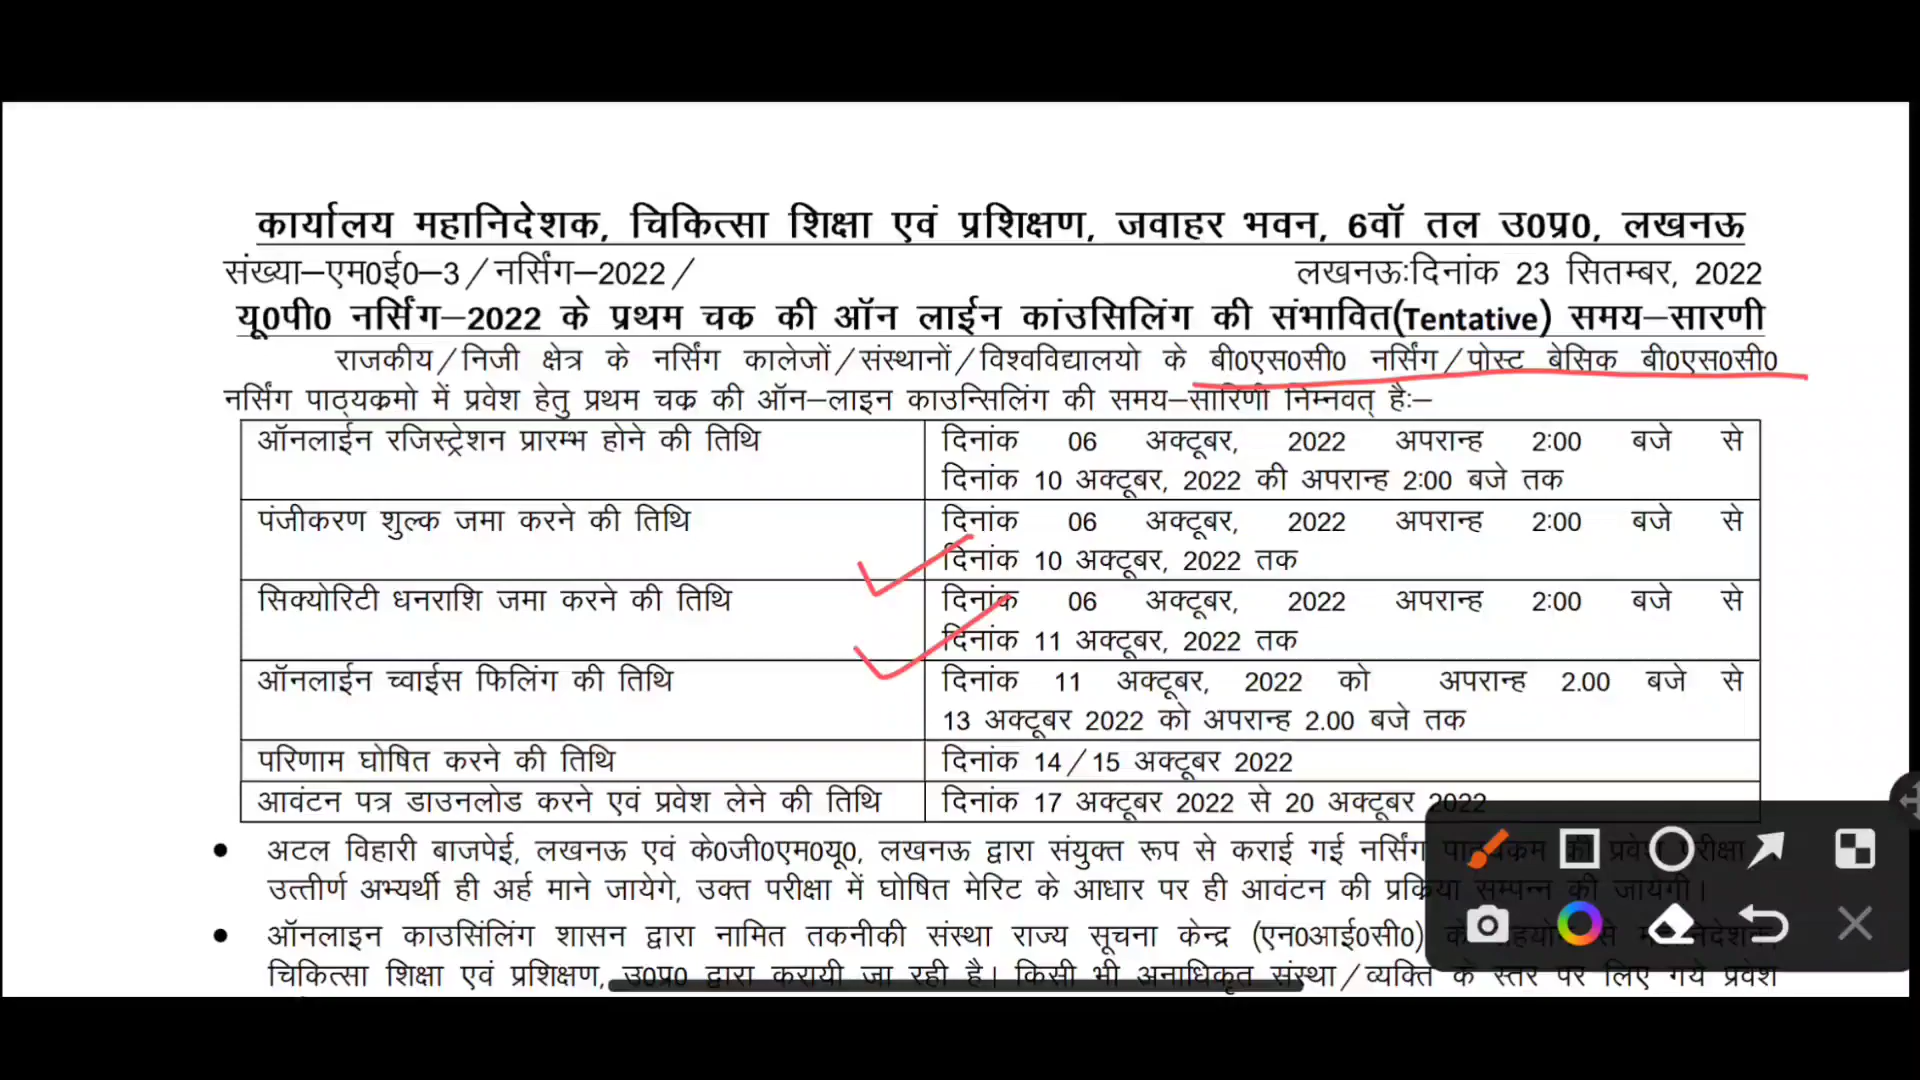 कार्यालय महानिदेशक, चिकित्सा शिक्षा एवं प्रशिक्षण, जवाहर भवन, 6वॉ तल उ0प्र0, लखनऊ
संख्या–एम0ई0–3/नर्सिंग–2022/ लखनऊ:दिनांक 23 सितम्बर, 2022
यू0पी0 नर्सिंग–2022 के प्रथम चक्र की ऑन लाईन कांउसिलिंग की संभावित(Tentative) समय–सारणी
राजकीय/निजी क्षेत्र के नर्सिंग कालेजों/संस्थानों/विश्वविद्यालयो के बी0एस0सी0 नर्सिंग/पोस्ट बेसिक बी0एस0सी0
नर्सिंग पाठ्यक्रमो में प्रवेश हेतु प्रथम चक्र की ऑन–लाइन काउन्सिलिंग की समय–सारिणी निम्नवत् है:–
ऑनलाईन रजिस्ट्रेशन प्रारम्भ होने की तिथि दिनांक 06 अक्टूबर, 2022 अपरान्ह 2:00 बजे से
दिनांक 10 अक्टूबर, 2022 की अपरान्ह 2:00 बजे तक
पंजीकरण शुल्क जमा करने की तिथि दिनांक 06 अक्टूबर, 2022 अपरान्ह 2:00 बजे से
दिनांक 10 अक्टूबर, 2022 तक
सिक्योरिटी धनराशि जमा करने की तिथि दिनांक 06 अक्टूबर, 2022 अपरान्ह 2:00 बजे से
दिनांक 11 अक्टूबर, 2022 तक
ऑनलाईन च्वाईस फिलिंग की तिथि दिनांक 11 अक्टूबर, 2022 को अपरान्ह 2.00 बजे से
13 अक्टूबर 2022 को अपरान्ह 2.00 बजे तक
परिणाम घोषित करने की तिथि दिनांक 14/15 अक्टूबर 2022
आवंटन पत्र डाउनलोड करने एवं प्रवेश लेने की तिथि दिनांक 17 अक्टूबर 2022 से 20 अक्टूबर 2022
● अटल विहारी बाजपेई, लखनऊ एवं के0जी0एम0यू0, लखनऊ द्वारा संयुक्त रूप से कराई गई नर्सिंग पाठ्यक्रम की प्रवेश परीक्षा
उत्तीर्ण अभ्यर्थी ही अर्ह माने जायेगे, उक्त परीक्षा में घोषित मेरिट के आधार पर ही आवंटन की प्रक्रिया सम्पन्न की जायेगी।
● ऑनलाइन काउसिंलिंग शासन द्वारा नामित तकनीकी संस्था राज्य सूचना केन्द्र (एन0आई0सी0) के सहयोग से
चिकित्सा शिक्षा एवं प्रशिक्षण, उ0प्र0 द्वारा करायी जा रही है। किसी भी अनाधिकृत संस्था/व्यक्ति के स्तर पर लिए गये प्रवेश